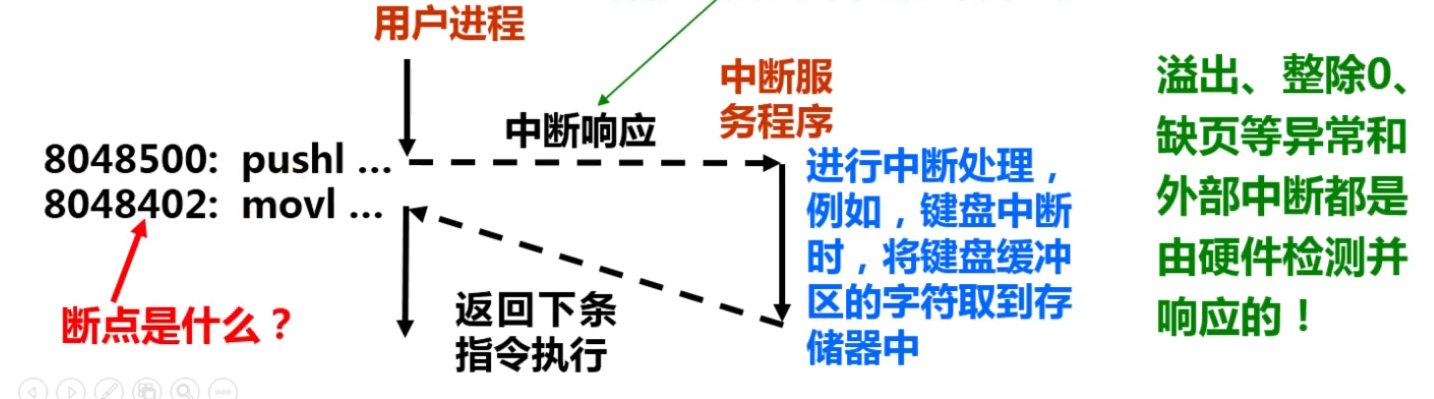 用户进程
中断服
务程序
中断响应
8048500: pushl ...
8048402: movl ...
断点是什么？
返回下条
指令执行
进行中断处理，
例如，键盘中断
时，将键盘缓冲
区的字符取到存
储器中
溢出、整除0、
缺页等异常和
外部中断都是
由硬件检测并
响应的！